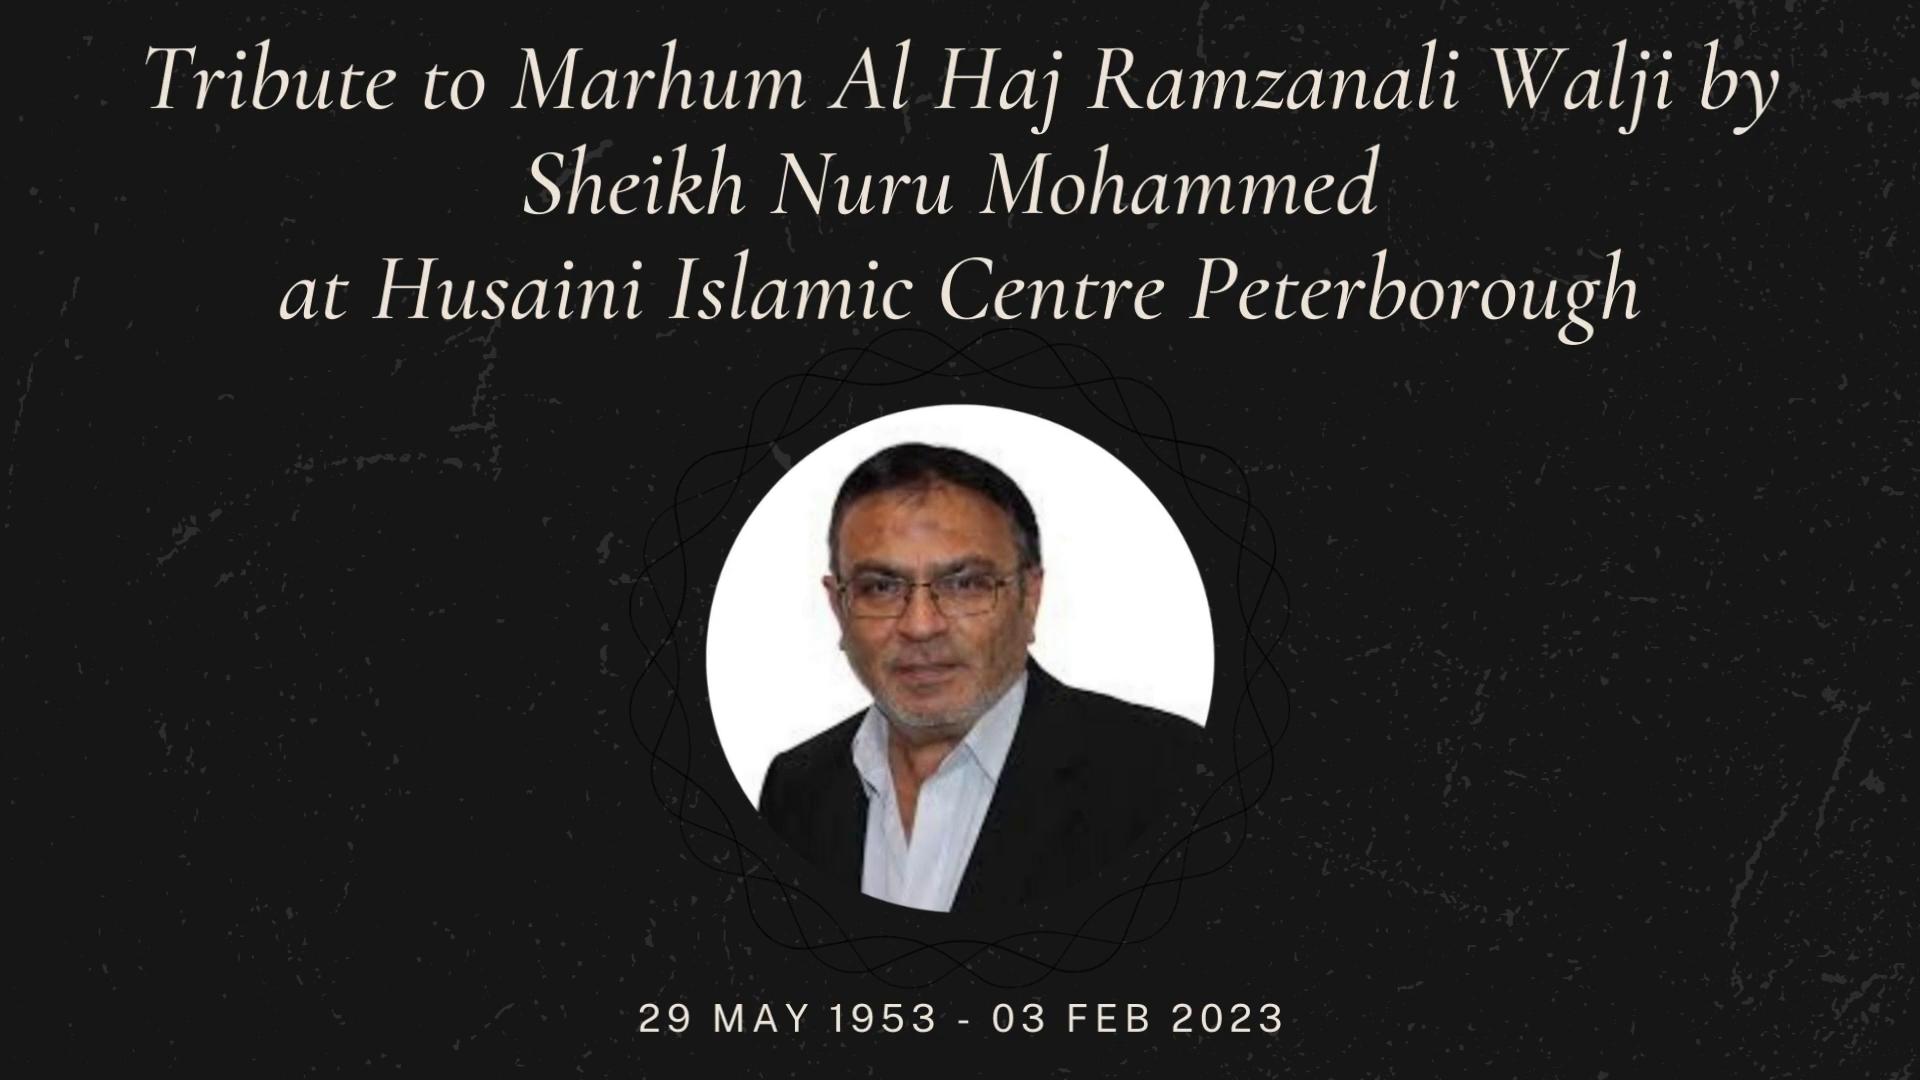 Tribute to Marhum Al Haj Ramzanali Walji by
Sheikh Nuru Mohammed
at Husaini Islamic Centre Peterborough
29 MAY 1953 - 03 FEB 2023